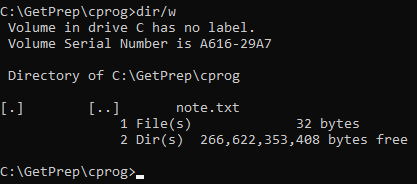 C:\GetPrep\cprog>dir/w
 Volume in drive C has no label.
 Volume Serial Number is A616-29A7
 Directory of C:\GetPrep\cprog
[.]        [..]       note.txt
               1 File(s)             32 bytes
               2 Dir(s)  266,622,353,408 bytes free
C:\GetPrep\cprog>